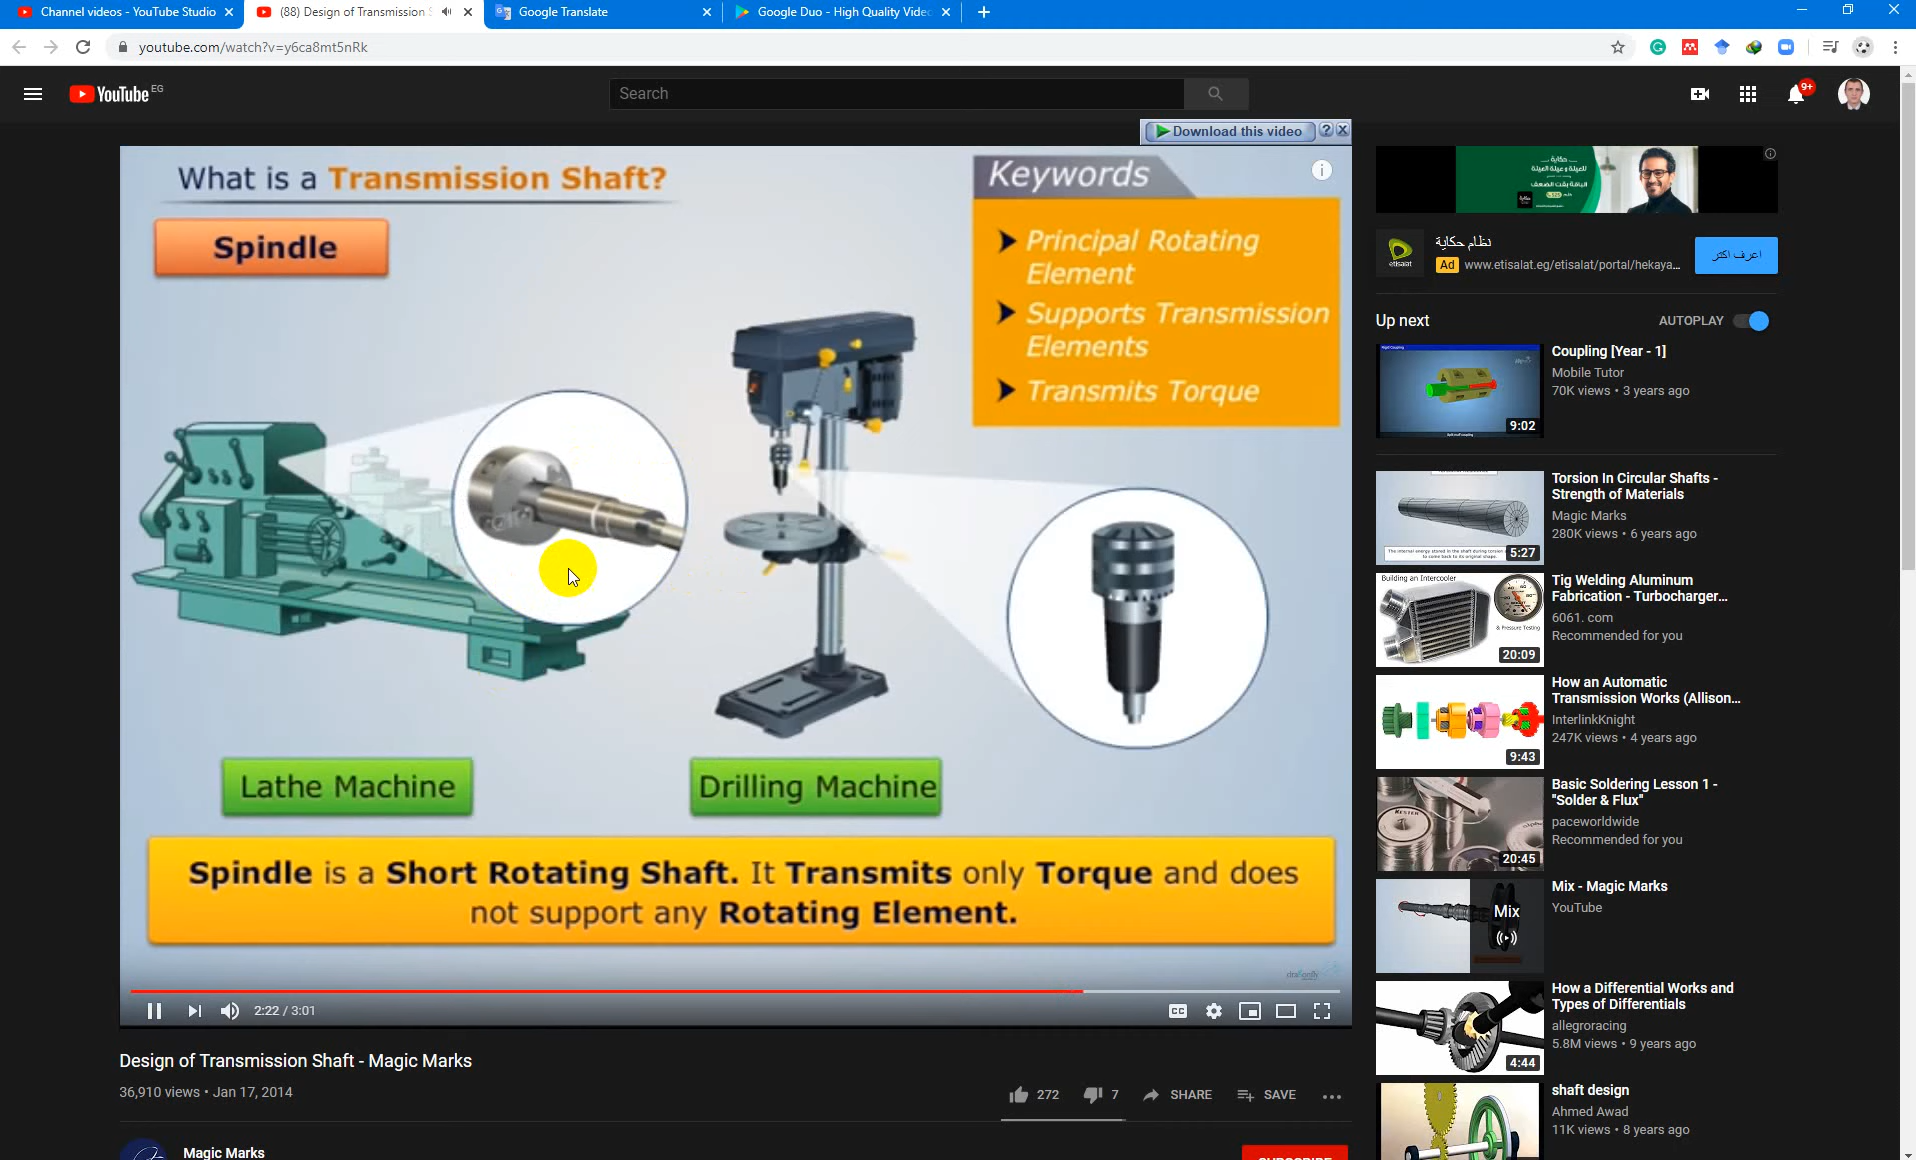 Channel videos - YouTube Studio
(88) Design of Transmission S
Google Translate
Google Duo - High Quality Vide
youtube.com/watch?v=y6ca8mt5nRk
YouTube EG
Search
9+
Download this video
What is a Transmission Shaft?
Keywords
Spindle
Principal Rotating
Element
Supports Transmission
Elements
Transmits Torque
Lathe Machine
Drilling Machine
Spindle is a Short Rotating Shaft. It Transmits only Torque and does
not support any Rotating Element.
2:22 / 3:01
CC
Design of Transmission Shaft - Magic Marks
36,910 views • Jan 17, 2014
272
7
SHARE
SAVE
Magic Marks
SUBSCRIBE
etisalat
نظام حكاية
Ad www.etisalat.eg/etisalat/portal/hekaya...
اعرف اكتر
Up next
AUTOPLAY
Coupling [Year - 1]
Mobile Tutor
70K views • 3 years ago
9:02
Torsion In Circular Shafts -
Strength of Materials
Magic Marks
280K views • 6 years ago
5:27
Building an Intercooler
& Pressure Testing
Tig Welding Aluminum
Fabrication - Turbocharger...
6061. com
Recommended for you
20:09
How an Automatic
Transmission Works (Allison...
InterlinkKnight
247K views • 4 years ago
9:43
Basic Soldering Lesson 1 -
"Solder & Flux"
paceworldwide
Recommended for you
20:45
Mix - Magic Marks
YouTube
Mix
How a Differential Works and
Types of Differentials
allegroracing
5.8M views • 9 years ago
4:44
shaft design
Ahmed Awad
11K views • 8 years ago